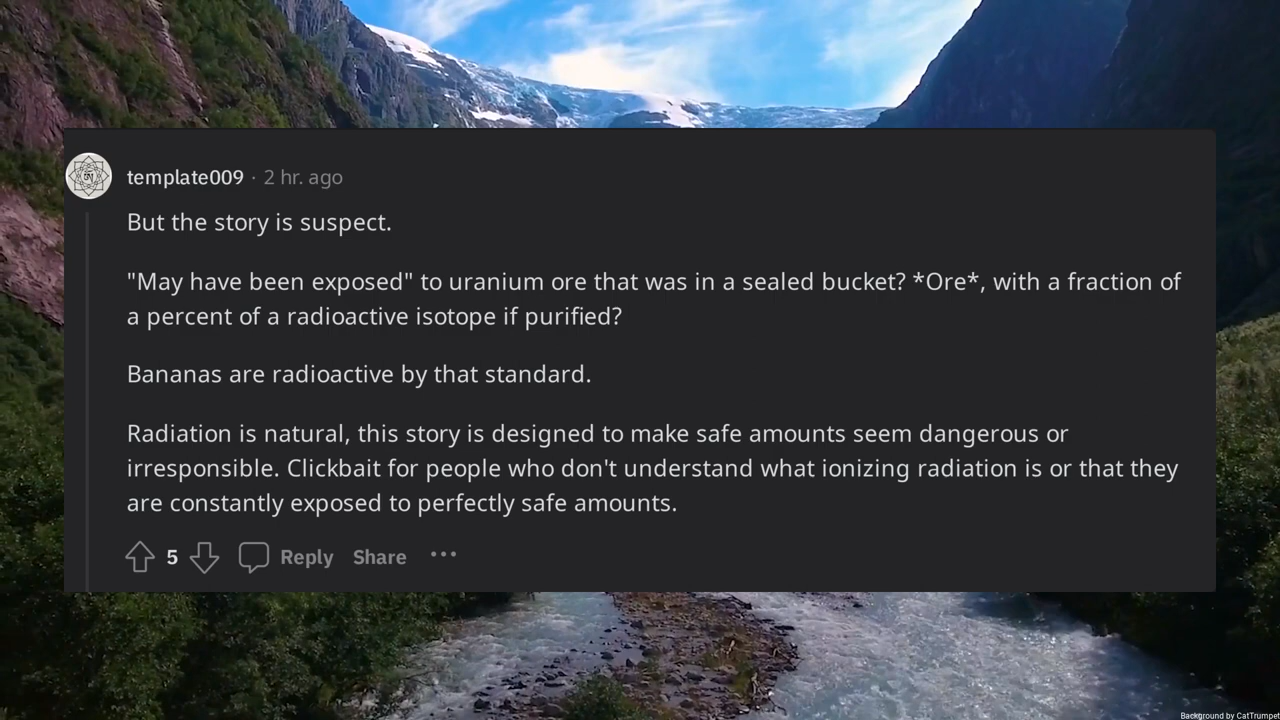 template009 · 2 hr. ago
But the story is suspect.
"May have been exposed" to uranium ore that was in a sealed bucket? *Ore*, with a fraction of
a percent of a radioactive isotope if purified?
Bananas are radioactive by that standard.
Radiation is natural, this story is designed to make safe amounts seem dangerous or
irresponsible. Clickbait for people who don't understand what ionizing radiation is or that they
are constantly exposed to perfectly safe amounts.
5 Reply Share ···
Background by CatTrumpet